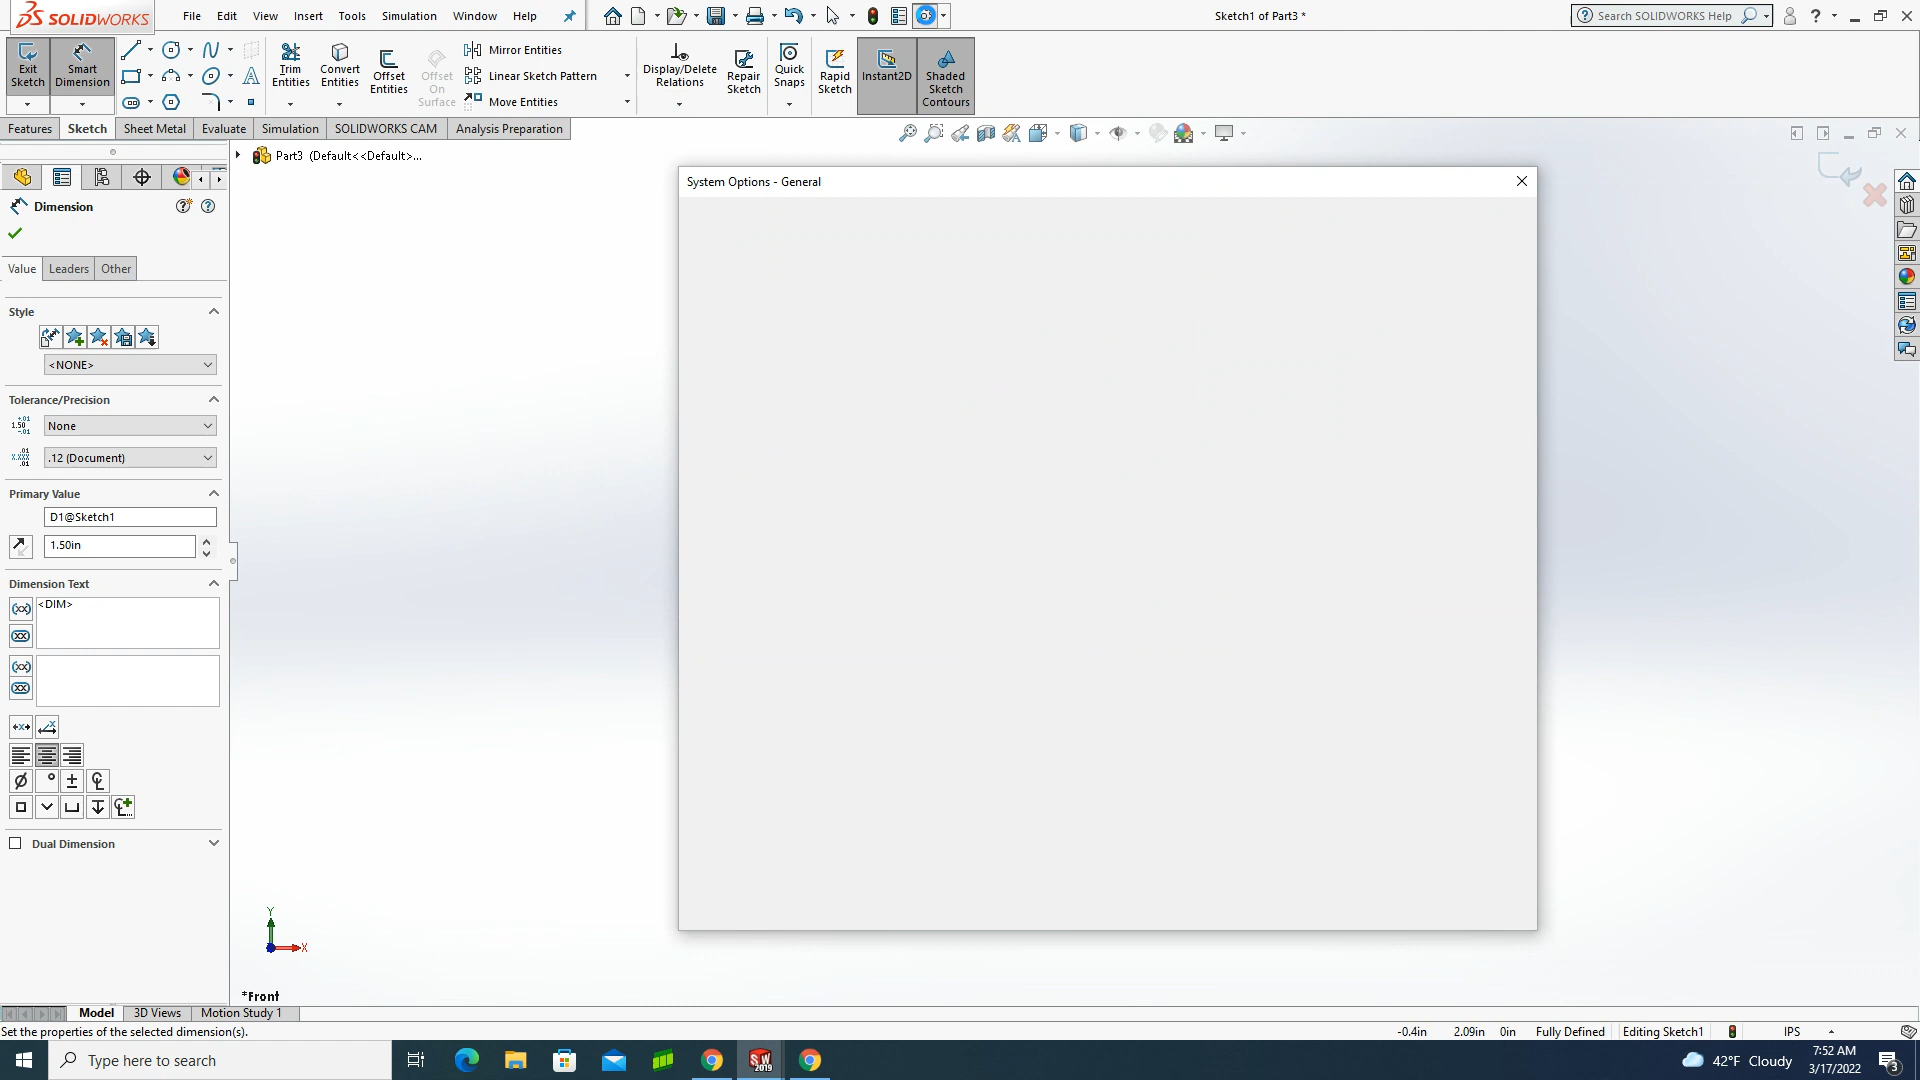 SOLIDWORKS
File Edit View Insert Tools Simulation Window Help
Sketch1 of Part3 *
Search SOLIDWORKS Help
Exit Sketch
Smart Dimension
Trim Entities
Convert Entities
Offset Entities
Offset On Surface
Mirror Entities
Linear Sketch Pattern
Move Entities
Display/Delete Relations
Repair Sketch
Quick Snaps
Rapid Sketch
Instant2D
Shaded Sketch Contours
Features Sketch Sheet Metal Evaluate Simulation SOLIDWORKS CAM Analysis Preparation
Part3 (Default<<Default>...
System Options - General
Dimension
Value Leaders Other
Style
<NONE>
Tolerance/Precision
None
.12 (Document)
Primary Value
D1@Sketch1
1.50in
Dimension Text
<DIM>
Dual Dimension
Y
X
*Front
Model 3D Views Motion Study 1
Set the properties of the selected dimension(s).
-0.4in 2.09in 0in Fully Defined Editing Sketch1 IPS
Type here to search
SW 2019
42°F Cloudy
7:52 AM
3/17/2022
3